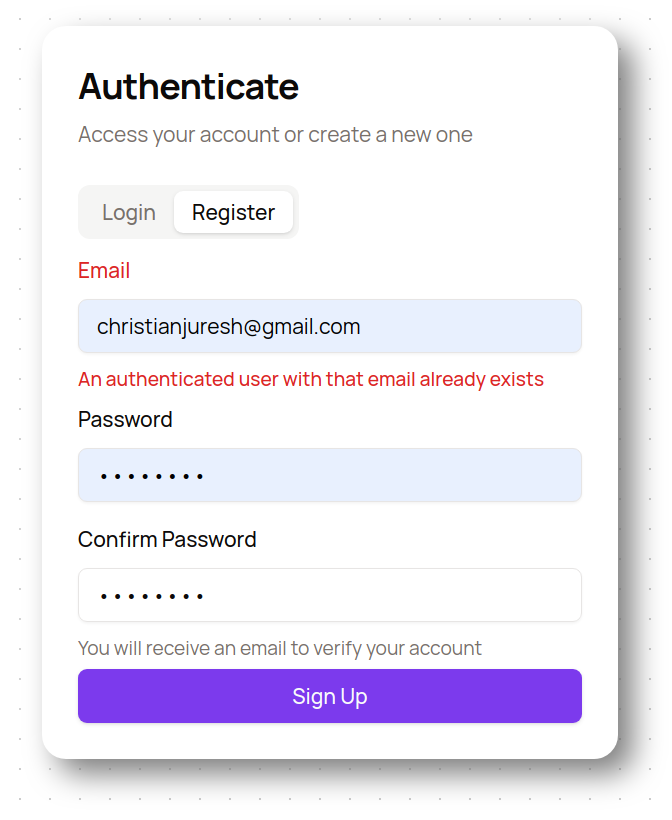 Authenticate
Access your account or create a new one
Login Register
Email
christianjuresh@gmail.com
An authenticated user with that email already exists
Password
••••••••
Confirm Password
••••••••
You will receive an email to verify your account
Sign Up